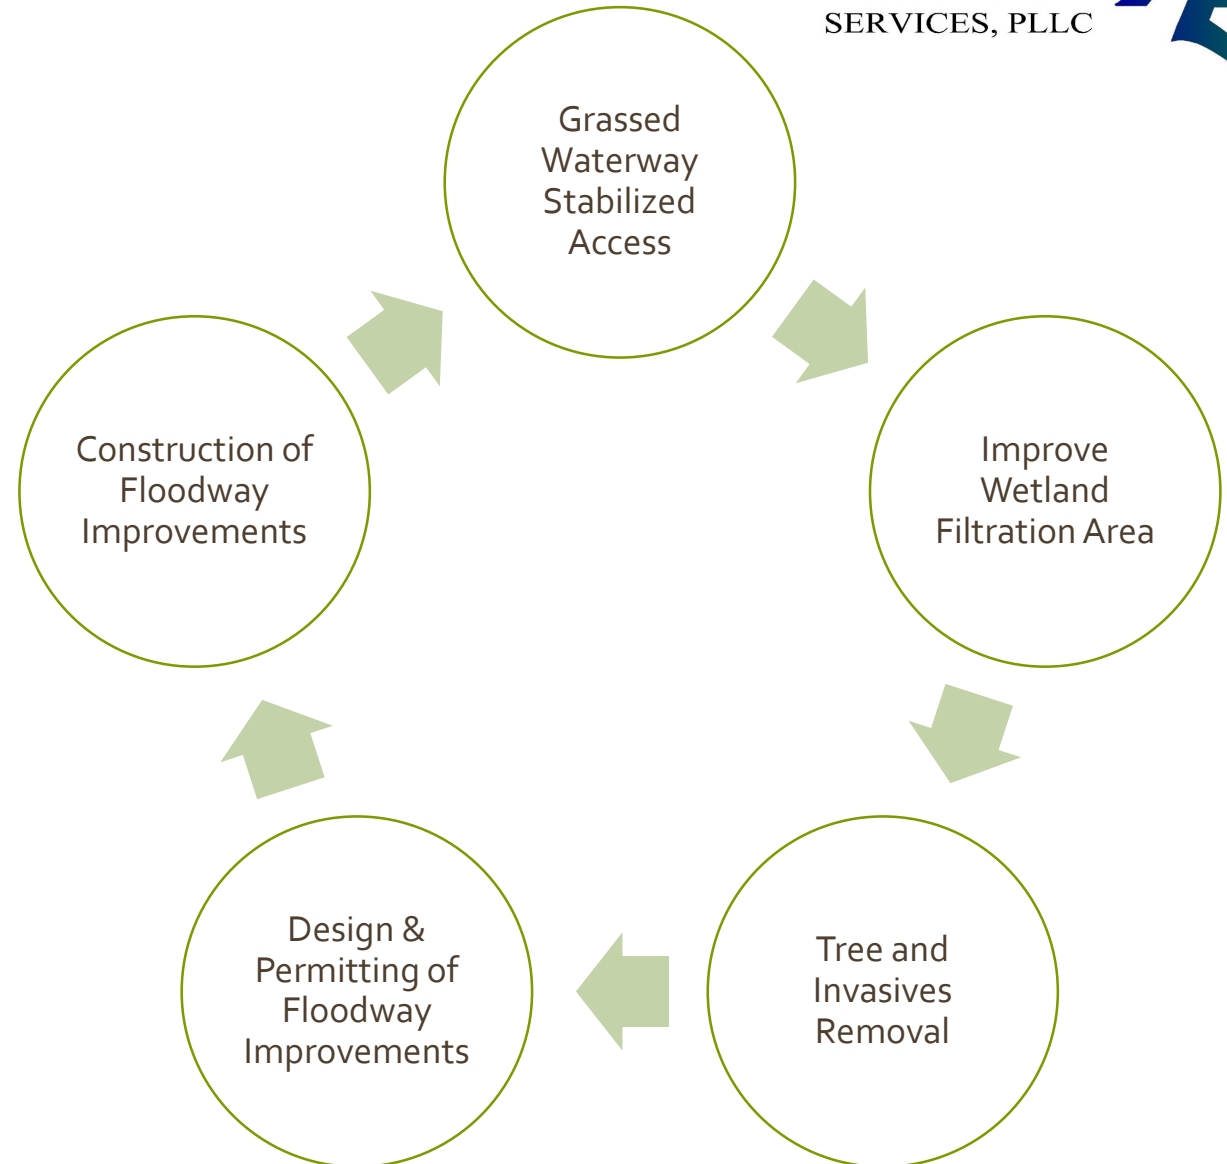 SERVICES, PLLC
Grassed
Waterway
Stabilized
Access
Improve
Wetland
Filtration Area
Tree and
Invasives
Removal
Design &
Permitting of
Floodway
Improvements
Construction of
Floodway
Improvements